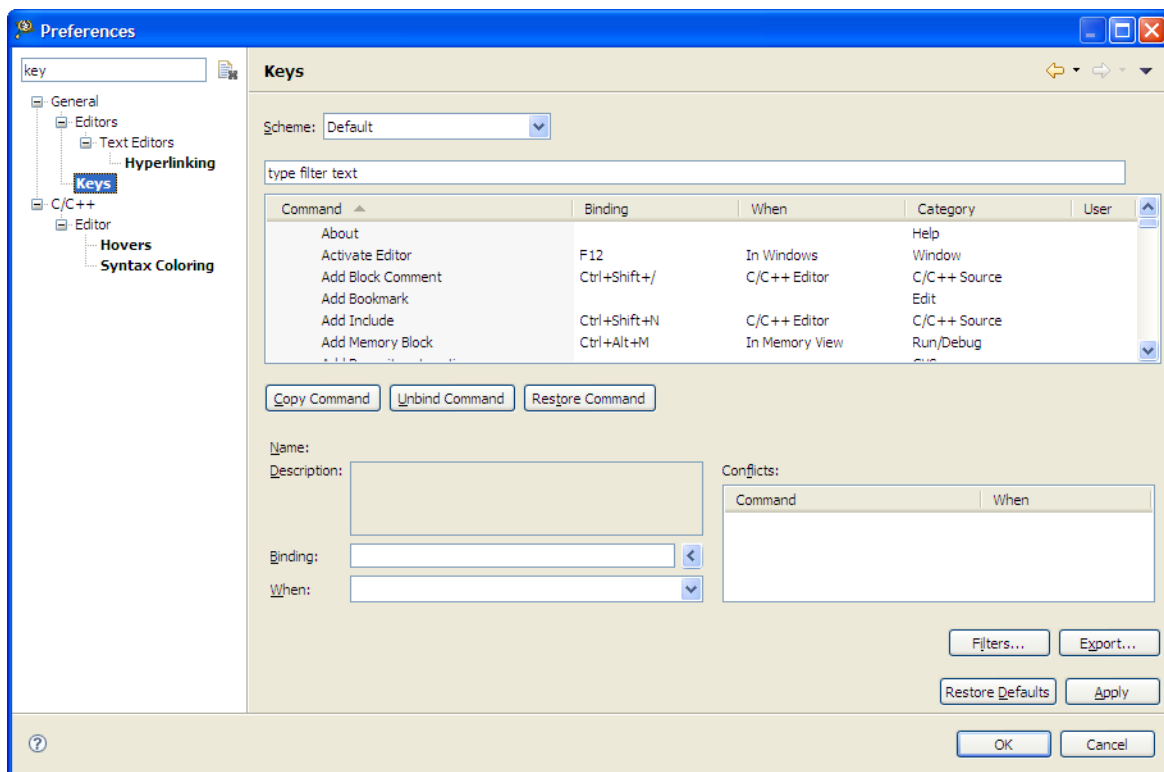 Preferences
key
General
Editors
Text Editors
Hyperlinking
Keys
C/C++
Editor
Hovers
Syntax Coloring
Keys
Scheme: Default
type filter text
Command Binding When Category User
About Help
Activate Editor F12 In Windows Window
Add Block Comment Ctrl+Shift+/ C/C++ Editor C/C++ Source
Add Bookmark Edit
Add Include Ctrl+Shift+N C/C++ Editor C/C++ Source
Add Memory Block Ctrl+Alt+M In Memory View Run/Debug
Copy Command Unbind Command Restore Command
Name:
Description:
Binding:
When:
Conflicts:
Command When
Filters... Export...
Restore Defaults Apply
OK Cancel